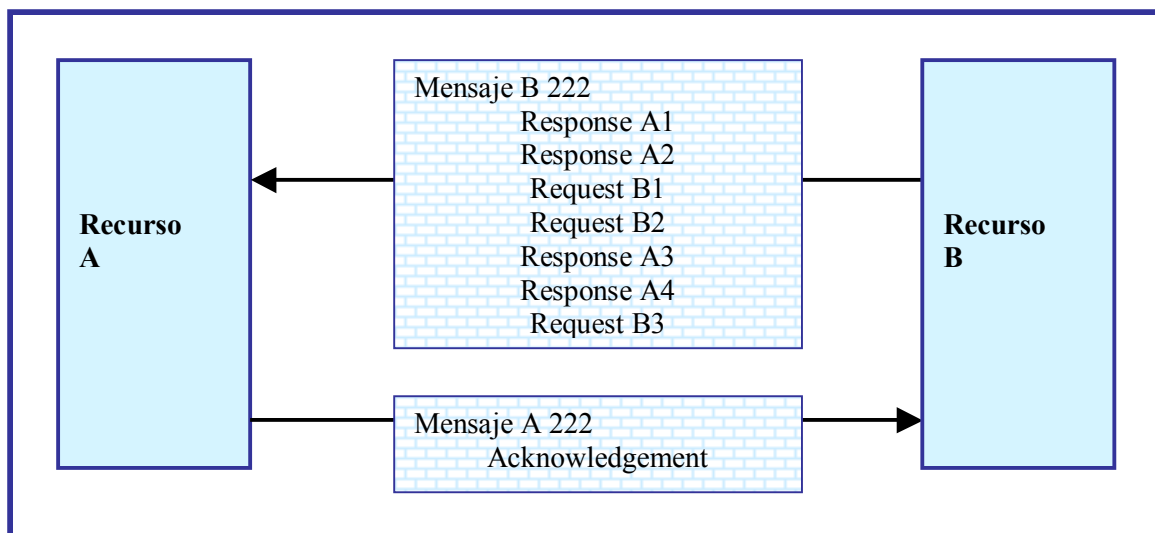 Recurso
A
Mensaje B 222
Response A1
Response A2
Request B1
Request B2
Response A3
Response A4
Request B3
Recurso
B
Mensaje A 222
Acknowledgement